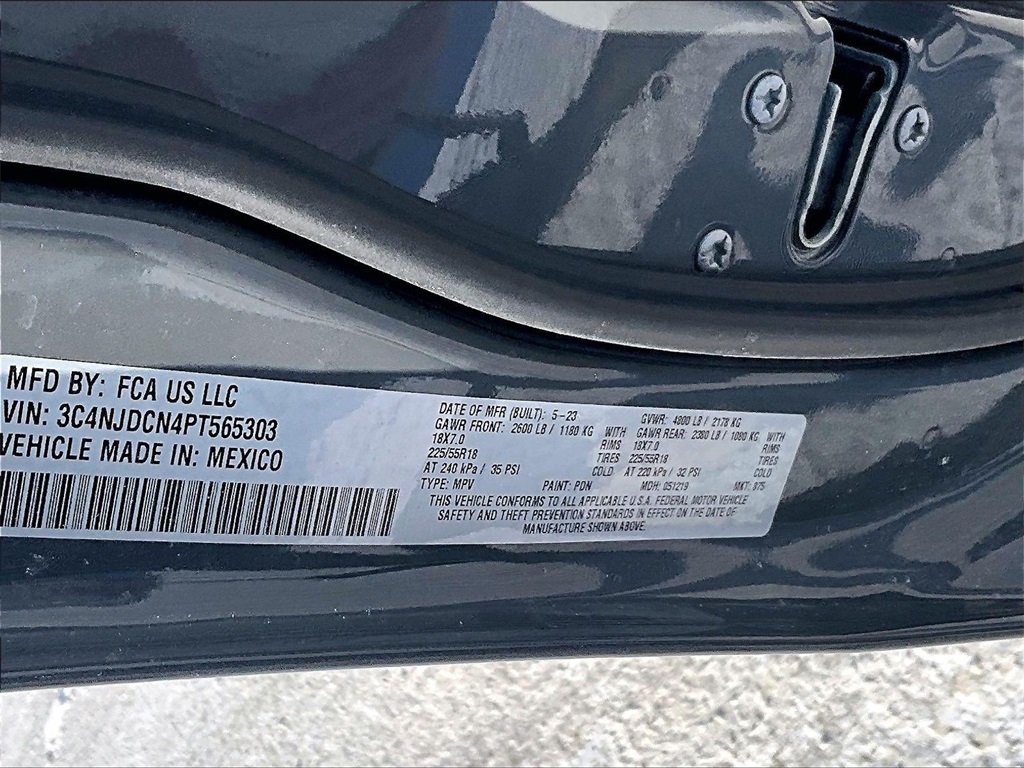 MFD BY: FCA US LLC
VIN: 3C4NJDCN4PT565303
VEHICLE MADE IN: MEXICO
DATE OF MFR (BUILT): 5-23 GVWR: 4800 LB / 2178 KG
GAWR FRONT: 2600 LB / 1180 KG WITH GAWR REAR: 2380 LB / 1080 KG WITH
18X7.0 RIMS 18X7.0 RIMS
225/55R18 TIRES 225/55R18 TIRES
AT 240 kPa / 35 PSI COLD AT 220 kPa / 32 PSI COLD
TYPE: MPV PAINT: PDN MDH: 051219 MKT: 875
THIS VEHICLE CONFORMS TO ALL APPLICABLE U.S.A. FEDERAL MOTOR VEHICLE
SAFETY AND THEFT PREVENTION STANDARDS IN EFFECT ON THE DATE OF
MANUFACTURE SHOWN ABOVE.